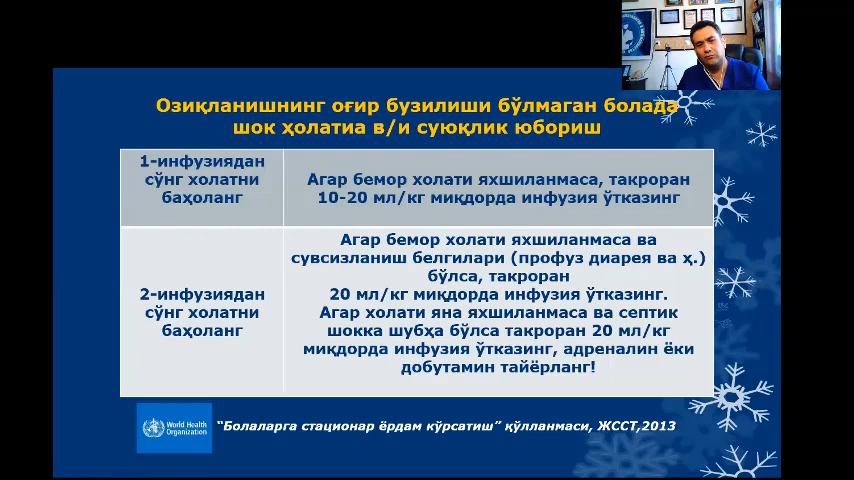 Озиқланишнинг оғир бузилиши бўлмаган болада
шок ҳолатиа в/и суюқлик юбориш
1-инфузиядан
сўнг холатни
баҳоланг
Агар бемор холати яхшиланмаса, такроран
10-20 мл/кг миқдорда инфузия ўтказинг
2-инфузиядан
сўнг холатни
баҳоланг
Агар бемор холати яхшиланмаса ва
сувсизланиш белгилари (профуз диарея ва ҳ.)
бўлса, такроран
20 мл/кг миқдорда инфузия ўтказинг.
Агар холати яна яхшиланмаса ва септик
шокка шубҳа бўлса такроран 20 мл/кг
миқдорда инфузия ўтказинг, адреналин ёки
добутамин тайёрланг!
World Health
Organization
“Болаларга стационар ёрдам кўрсатиш” қўлланмаси, ЖССТ,2013